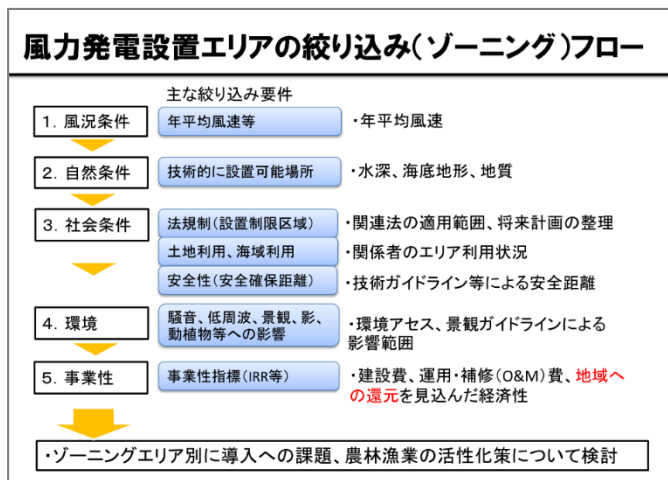 風力発電設置エリアの絞り込み(ゾーニング)フロー
主な絞り込み要件
1. 風況条件
年平均風速等
・年平均風速
2. 自然条件
技術的に設置可能場所
・水深、海底地形、地質
3. 社会条件
法規制(設置制限区域)
・関連法の適用範囲、将来計画の整理
土地利用、海域利用
・関係者のエリア利用状況
安全性(安全確保距離)
・技術ガイドライン等による安全距離
4. 環境
騒音、低周波、景観、影、
動植物等への影響
・環境アセス、景観ガイドラインによる
影響範囲
5. 事業性
事業性指標(IRR等)
・建設費、運用・補修(O&M)費、地域へ
の還元を見込んだ経済性
・ゾーニングエリア別に導入への課題、農林漁業の活性化策について検討